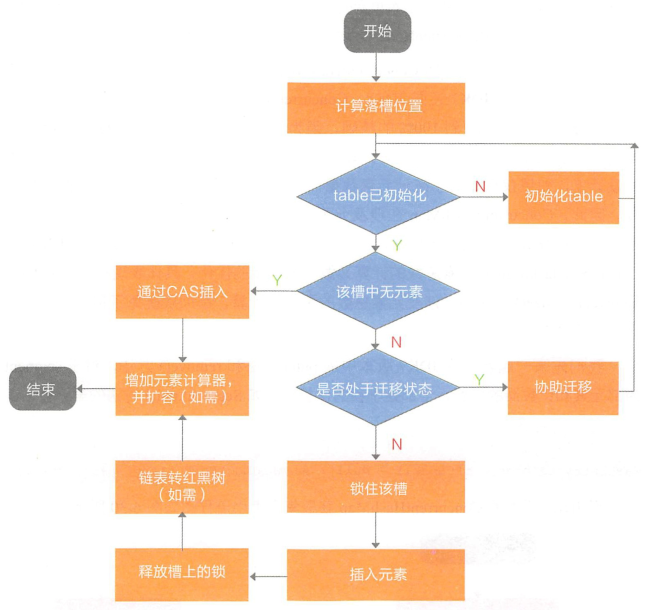 开始
计算落槽位置
table已初始化
N
初始化table
Y
该槽中无元素
Y
通过CAS插入
N
是否处于迁移状态
Y
协助迁移
增加元素计算器，
并扩容（如需）
结束
N
锁住该槽
链表转红黑树
（如需）
插入元素
释放槽上的锁